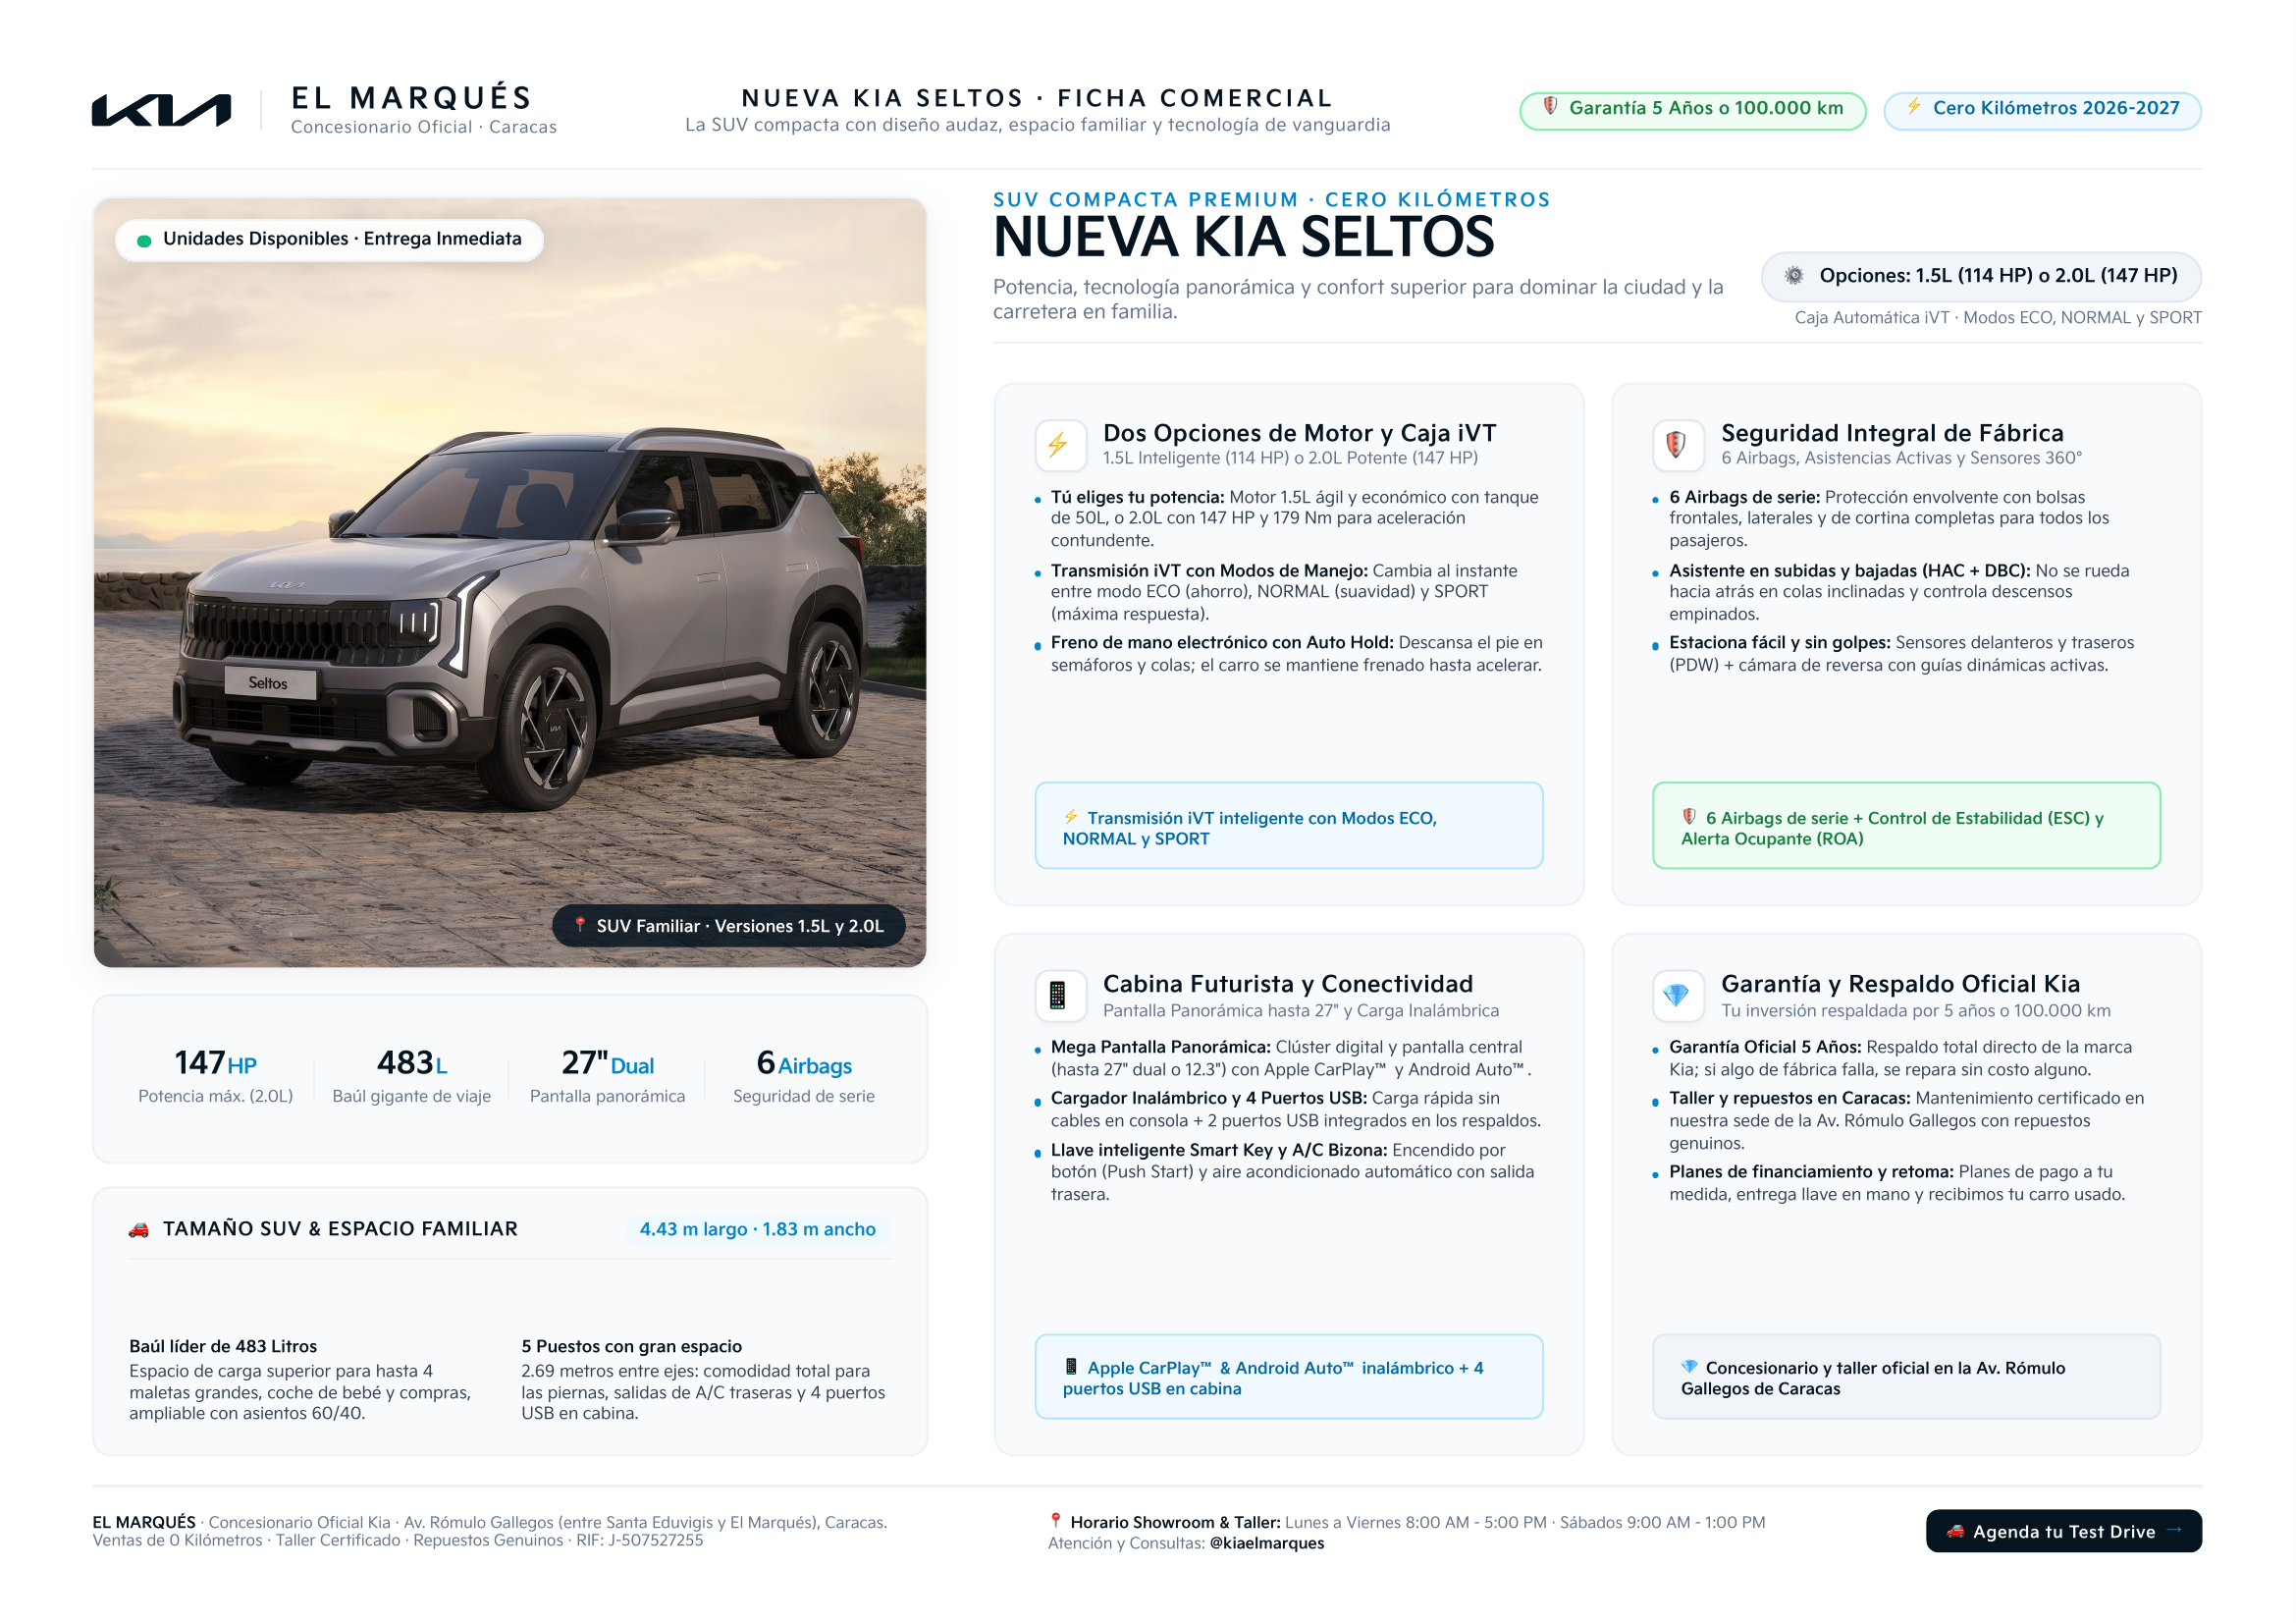 KIA
EL MARQUÉS
Concesionario Oficial · Caracas
NUEVA KIA SELTOS · FICHA COMERCIAL
La SUV compacta con diseño audaz, espacio familiar y tecnología de vanguardia
Garantía 5 Años o 100.000 km
Cero Kilómetros 2026-2027
Unidades Disponibles · Entrega Inmediata
Seltos
SUV Familiar · Versiones 1.5L y 2.0L
147 HP
Potencia máx. (2.0L)
483 L
Baúl gigante de viaje
27" Dual
Pantalla panorámica
6 Airbags
Seguridad de serie
TAMAÑO SUV & ESPACIO FAMILIAR
4.43 m largo · 1.83 m ancho
Baúl líder de 483 Litros
Espacio de carga superior para hasta 4
maletas grandes, coche de bebé y compras,
ampliable con asientos 60/40.
5 Puestos con gran espacio
2.69 metros entre ejes: comodidad total para
las piernas, salidas de A/C traseras y 4 puertos
USB en cabina.
SUV COMPACTA PREMIUM · CERO KILÓMETROS
NUEVA KIA SELTOS
Potencia, tecnología panorámica y confort superior para dominar la ciudad y la
carretera en familia.
Opciones: 1.5L (114 HP) o 2.0L (147 HP)
Caja Automática iVT · Modos ECO, NORMAL y SPORT
Dos Opciones de Motor y Caja iVT
1.5L Inteligente (114 HP) o 2.0L Potente (147 HP)
• Tú eliges tu potencia: Motor 1.5L ágil y económico con tanque
de 50L, o 2.0L con 147 HP y 179 Nm para aceleración
contundente.
• Transmisión iVT con Modos de Manejo: Cambia al instante
entre modo ECO (ahorro), NORMAL (suavidad) y SPORT
(máxima respuesta).
• Freno de mano electrónico con Auto Hold: Descansa el pie en
semáforos y colas; el carro se mantiene frenado hasta acelerar.
Transmisión iVT inteligente con Modos ECO,
NORMAL y SPORT
Seguridad Integral de Fábrica
6 Airbags, Asistencias Activas y Sensores 360°
• 6 Airbags de serie: Protección envolvente con bolsas
frontales, laterales y de cortina completas para todos los
pasajeros.
• Asistente en subidas y bajadas (HAC + DBC): No se rueda
hacia atrás en colas inclinadas y controla descensos
empinados.
• Estaciona fácil y sin golpes: Sensores delanteros y traseros
(PDW) + cámara de reversa con guías dinámicas activas.
6 Airbags de serie + Control de Estabilidad (ESC) y
Alerta Ocupante (ROA)
Cabina Futurista y Conectividad
Pantalla Panorámica hasta 27" y Carga Inalámbrica
• Mega Pantalla Panorámica: Clúster digital y pantalla central
(hasta 27" dual o 12.3") con Apple CarPlay™ y Android Auto™.
• Cargador Inalámbrico y 4 Puertos USB: Carga rápida sin
cables en consola + 2 puertos USB integrados en los respaldos.
• Llave inteligente Smart Key y A/C Bizona: Encendido por
botón (Push Start) y aire acondicionado automático con salida
trasera.
Apple CarPlay™ & Android Auto™ inalámbrico + 4
puertos USB en cabina
Garantía y Respaldo Oficial Kia
Tu inversión respaldada por 5 años o 100.000 km
• Garantía Oficial 5 Años: Respaldo total directo de la marca
Kia; si algo de fábrica falla, se repara sin costo alguno.
• Taller y repuestos en Caracas: Mantenimiento certificado en
nuestra sede de la Av. Rómulo Gallegos con repuestos
genuinos.
• Planes de financiamiento y retoma: Planes de pago a tu
medida, entrega llave en mano y recibimos tu carro usado.
Concesionario y taller oficial en la Av. Rómulo
Gallegos de Caracas
EL MARQUÉS · Concesionario Oficial Kia · Av. Rómulo Gallegos (entre Santa Eduvigis y El Marqués), Caracas.
Ventas de 0 Kilómetros · Taller Certificado · Repuestos Genuinos · RIF: J-507527255
Horario Showroom & Taller: Lunes a Viernes 8:00 AM - 5:00 PM · Sábados 9:00 AM - 1:00 PM
Atención y Consultas: @kiaelmarques
Agenda tu Test Drive →